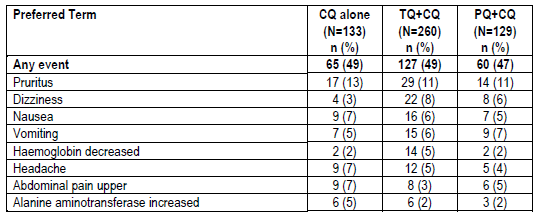 Preferred Term CQ alone TQ+CQ PQ+CQ
(N=133) (N=260) (N=129)
n (%) n (%) n (%)
Any event 65 (49) 127 (49) 60 (47)
Pruritus 17 (13) 29 (11) 14 (11)
Dizziness 4 (3) 22 (8) 8 (6)
Nausea 9 (7) 16 (6) 7 (5)
Vomiting 7 (5) 15 (6) 9 (7)
Haemoglobin decreased 2 (2) 14 (5) 2 (2)
Headache 9 (7) 12 (5) 5 (4)
Abdominal pain upper 9 (7) 8 (3) 6 (5)
Alanine aminotransferase increased 6 (5) 6 (2) 3 (2)